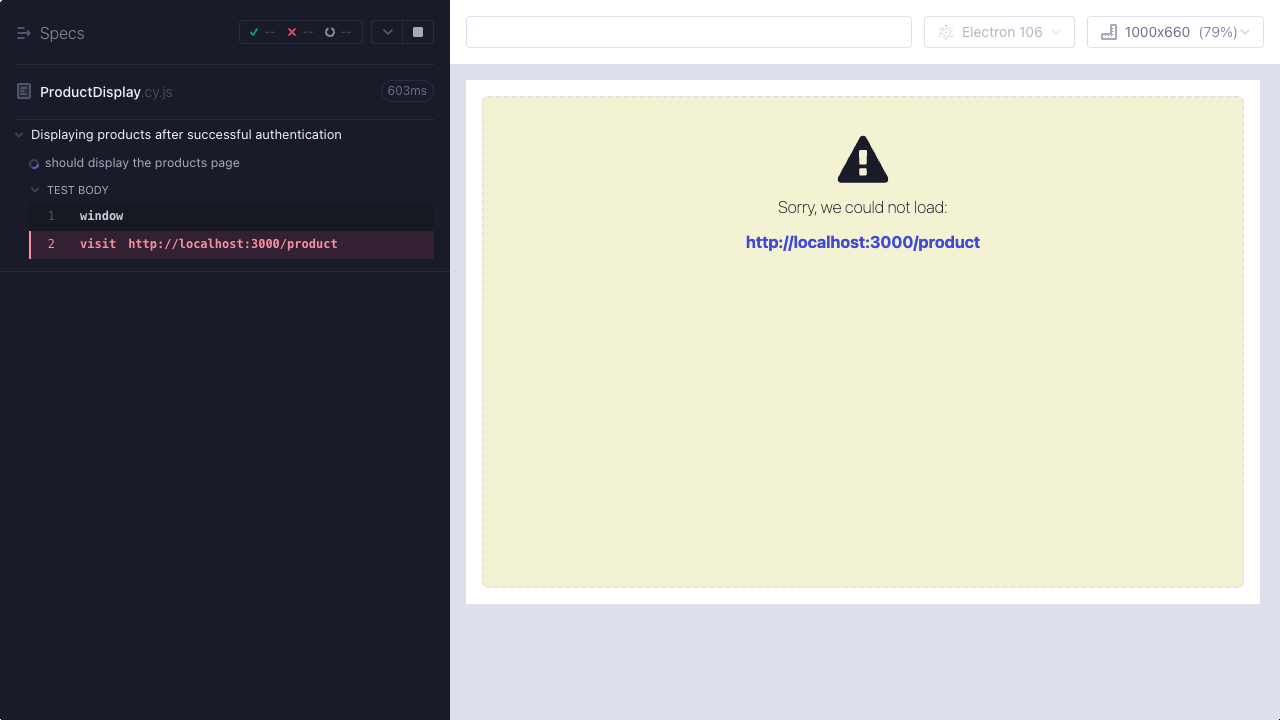 Specs
-- -- --
ProductDisplay.cy.js 603ms
Displaying products after successful authentication
should display the products page
TEST BODY
1 window
2 visit http://localhost:3000/product
Electron 106
1000x660 (79%)
Sorry, we could not load:
http://localhost:3000/product